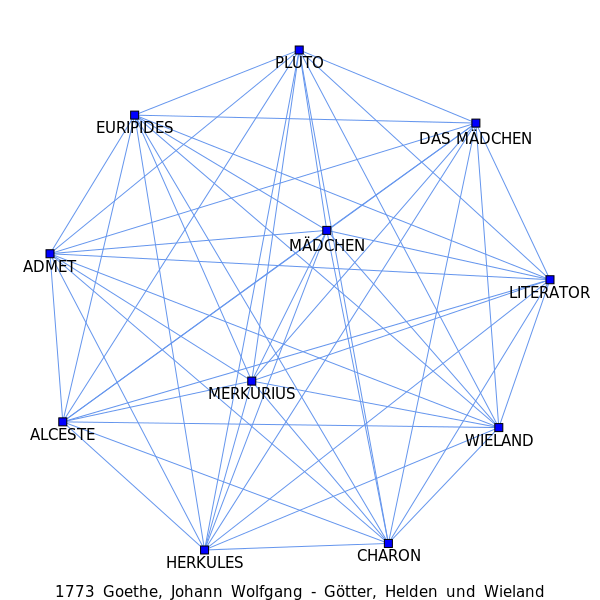 PLUTO
EURIPIDES
DAS MÄDCHEN
MÄDCHEN
ADMET
LITERATOR
MERKURIUS
ALCESTE
WIELAND
CHARON
HERKULES
1773 Goethe, Johann Wolfgang - Götter, Helden und Wieland